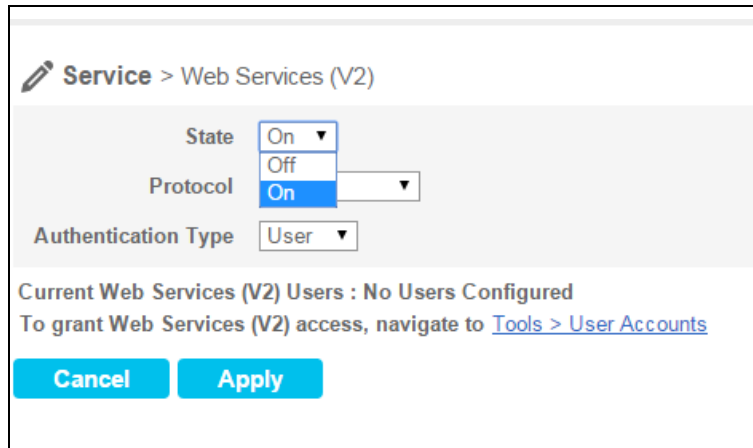 Service > Web Services (V2)
State On
Off
Protocol On
Authentication Type User
Current Web Services (V2) Users : No Users Configured
To grant Web Services (V2) access, navigate to Tools > User Accounts
Cancel Apply